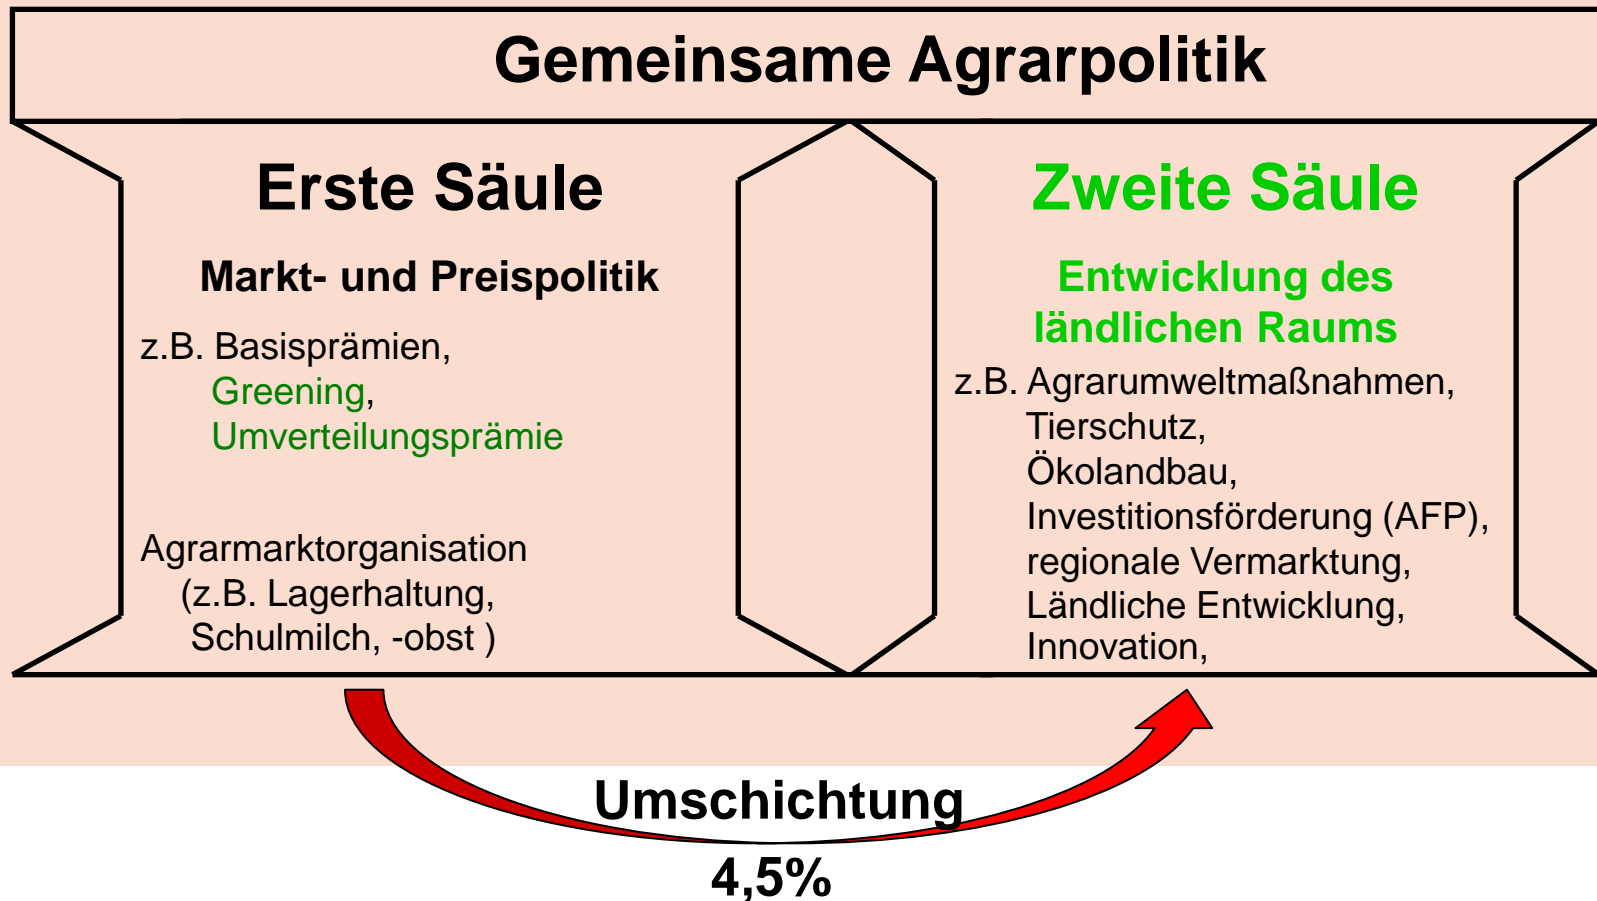 Gemeinsame Agrarpolitik
Erste Säule
Markt- und Preispolitik
z.B. Basisprämien,
Greening,
Umverteilungsprämie
Agrarmarktorganisation
(z.B. Lagerhaltung,
Schulmilch, -obst )
Zweite Säule
Entwicklung des
ländlichen Raums
z.B. Agrarumweltmaßnahmen,
Tierschutz,
Ökolandbau,
Investitionsförderung (AFP),
regionale Vermarktung,
Ländliche Entwicklung,
Innovation,
Umschichtung
4,5%